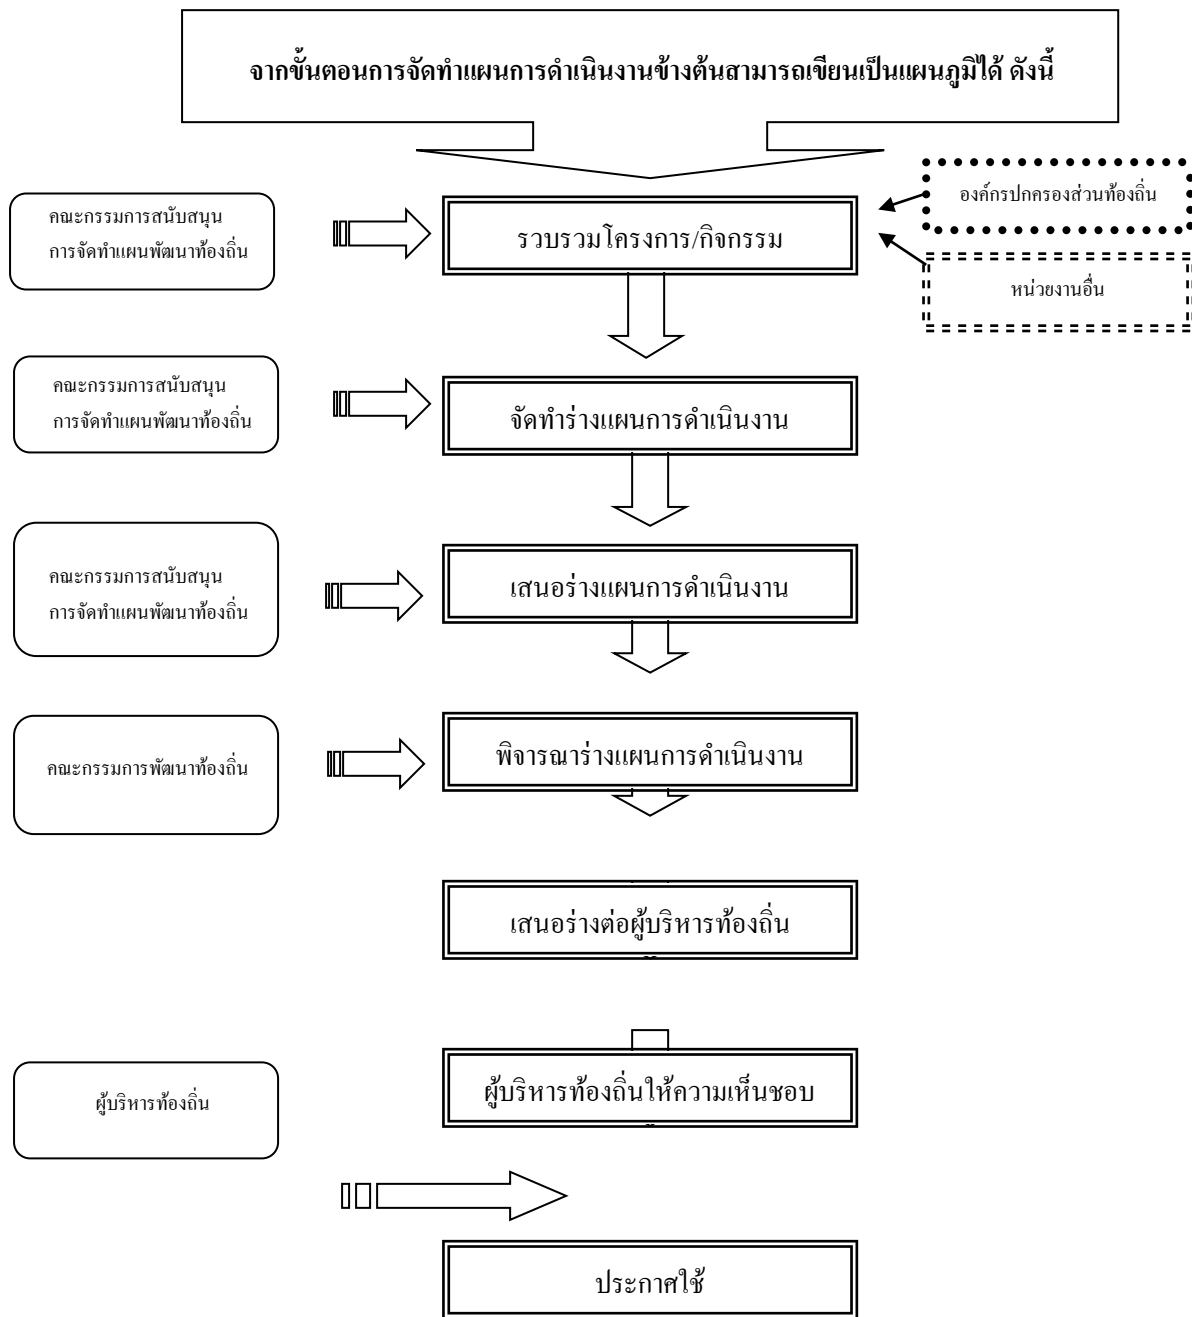 จากขั้นตอนการจัดทำแผนการดำเนินงานข้างต้นสามารถเขียนเป็นแผนภูมิได้ ดังนี้
องค์กรปกครองส่วนท้องถิ่น
คณะกรรมการสนับสนุน
การจัดทำแผนพัฒนาท้องถิ่น
รวบรวมโครงการ/กิจกรรม
หน่วยงานอื่น
คณะกรรมการสนับสนุน
การจัดทำแผนพัฒนาท้องถิ่น
จัดทำร่างแผนการดำเนินงาน
คณะกรรมการสนับสนุน
การจัดทำแผนพัฒนาท้องถิ่น
เสนอร่างแผนการดำเนินงาน
คณะกรรมการพัฒนาท้องถิ่น
พิจารณาร่างแผนการดำเนินงาน
เสนอร่างต่อผู้บริหารท้องถิ่น
ผู้บริหารท้องถิ่น
ผู้บริหารท้องถิ่นให้ความเห็นชอบ
ประกาศใช้